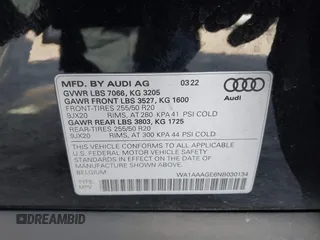 MFD. BY AUDI AG 03:22
GVWR LBS 7066, KG 3205
GAWR FRONT LBS 3527, KG 1600
FRONT-TIRES 255/50 R20
9JX20 RIMS, AT 280 KPA 41 PSI COLD
GAWR REAR LBS 3803, KG 1725
REAR-TIRES 255/50 R20
9JX20 RIMS, AT 300 KPA 44 PSI COLD
Audi
THIS VEHICLE CONFORMS TO ALL APPLICABLE
U.S. FEDERAL MOTOR VEHICLE SAFETY
STANDARDS IN EFFECT ON THE DATE OF
MANUFACTURE SHOWN ABOVE
BELGIUM WA1AAAGE6NB030134
TYPE: MPV
DREAMBID